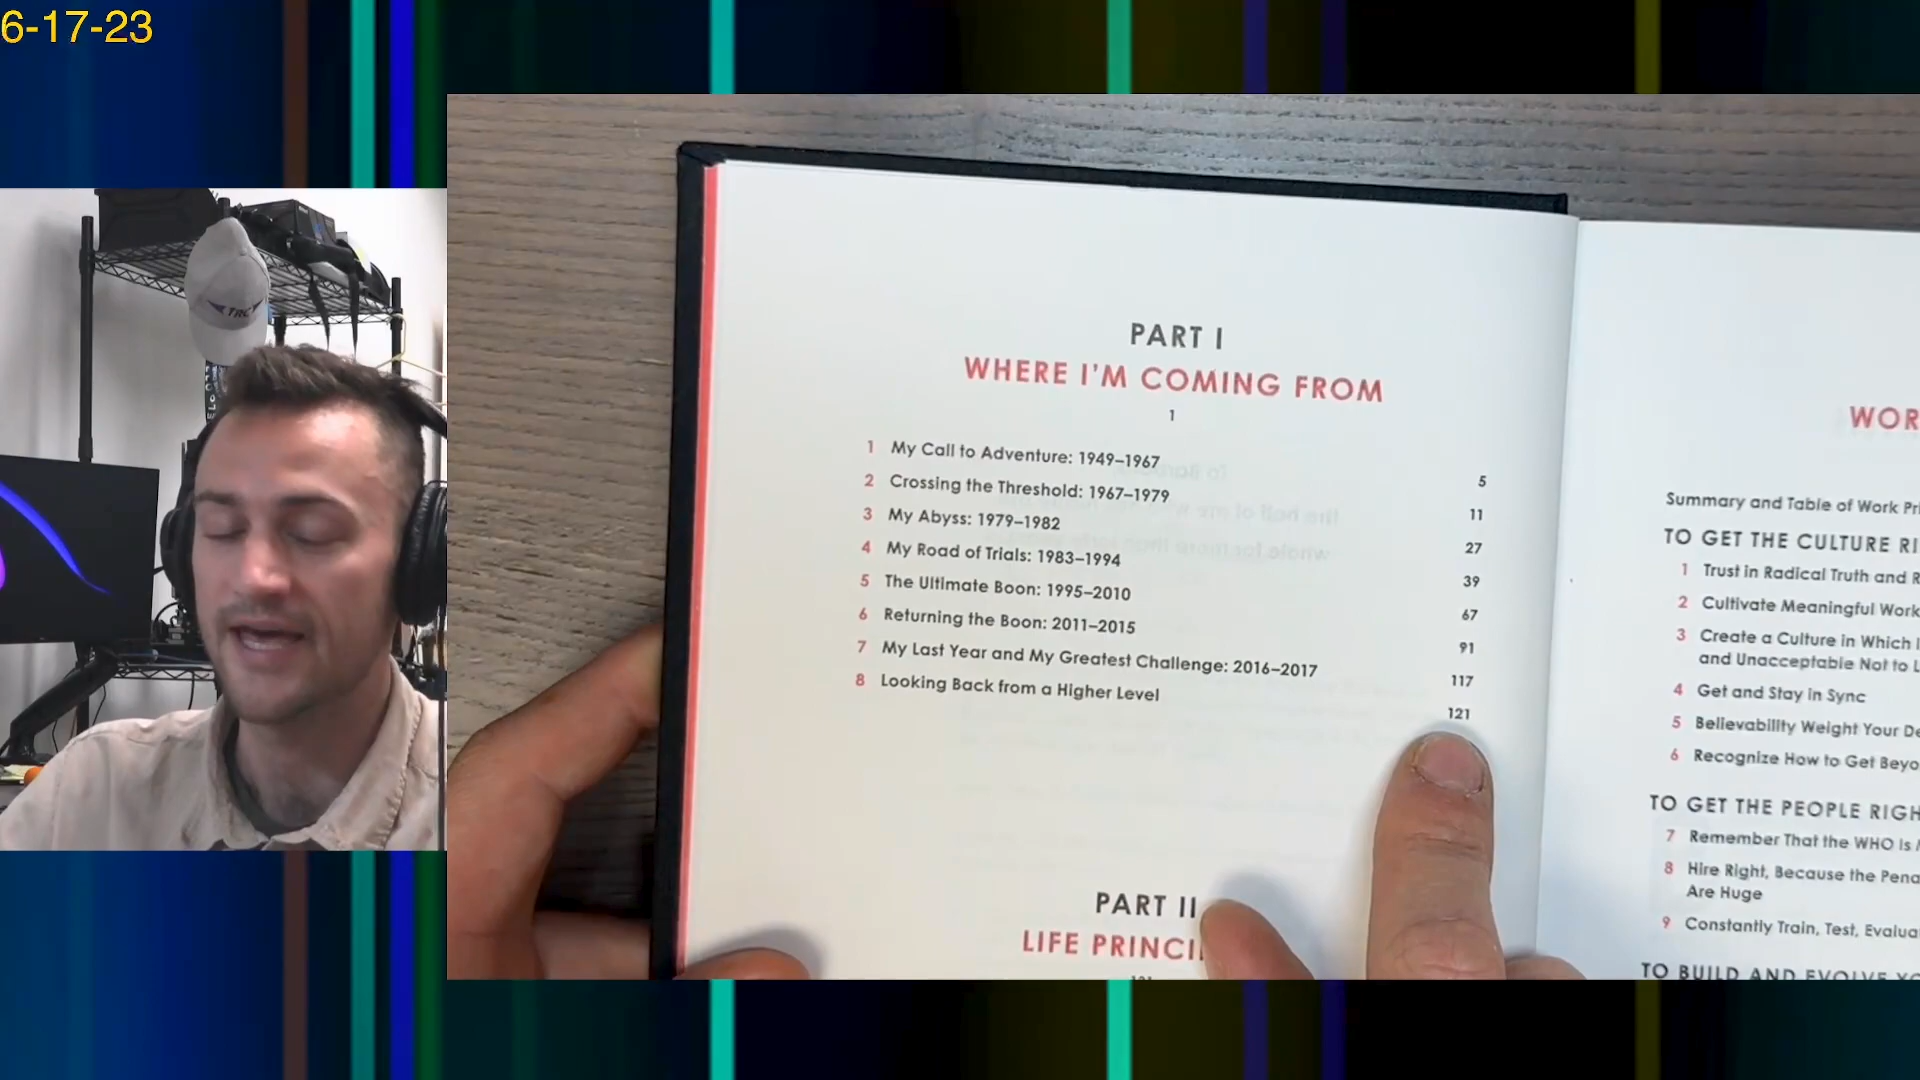 6-17-23
TRC
PART I
WHERE I'M COMING FROM
1
1 My Call to Adventure: 1949–1967 5
2 Crossing the Threshold: 1967–1979 11
3 My Abyss: 1979–1982 27
4 My Road of Trials: 1983–1994 39
5 The Ultimate Boon: 1995–2010 67
6 Returning the Boon: 2011–2015 91
7 My Last Year and My Greatest Challenge: 2016–2017 117
8 Looking Back from a Higher Level 121
PART II
LIFE PRINCI
WOR
Summary and Table of Work Pri
TO GET THE CULTURE RI
1 Trust in Radical Truth and R
2 Cultivate Meaningful Work
3 Create a Culture in Which I
and Unacceptable Not to L
4 Get and Stay in Sync
5 Believability Weight Your De
6 Recognize How to Get Beyo
TO GET THE PEOPLE RIGH
7 Remember That the WHO Is
8 Hire Right, Because the Pena
Are Huge
9 Constantly Train, Test, Evalua
TO BUILD AND EVOLVE YO